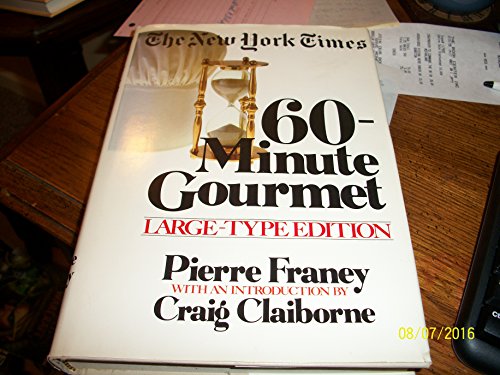 The New York Times
60-
Minute
Gourmet
LARGE-TYPE EDITION
Pierre Franey
WITH AN INTRODUCTION BY
Craig Claiborne
08/07/2016